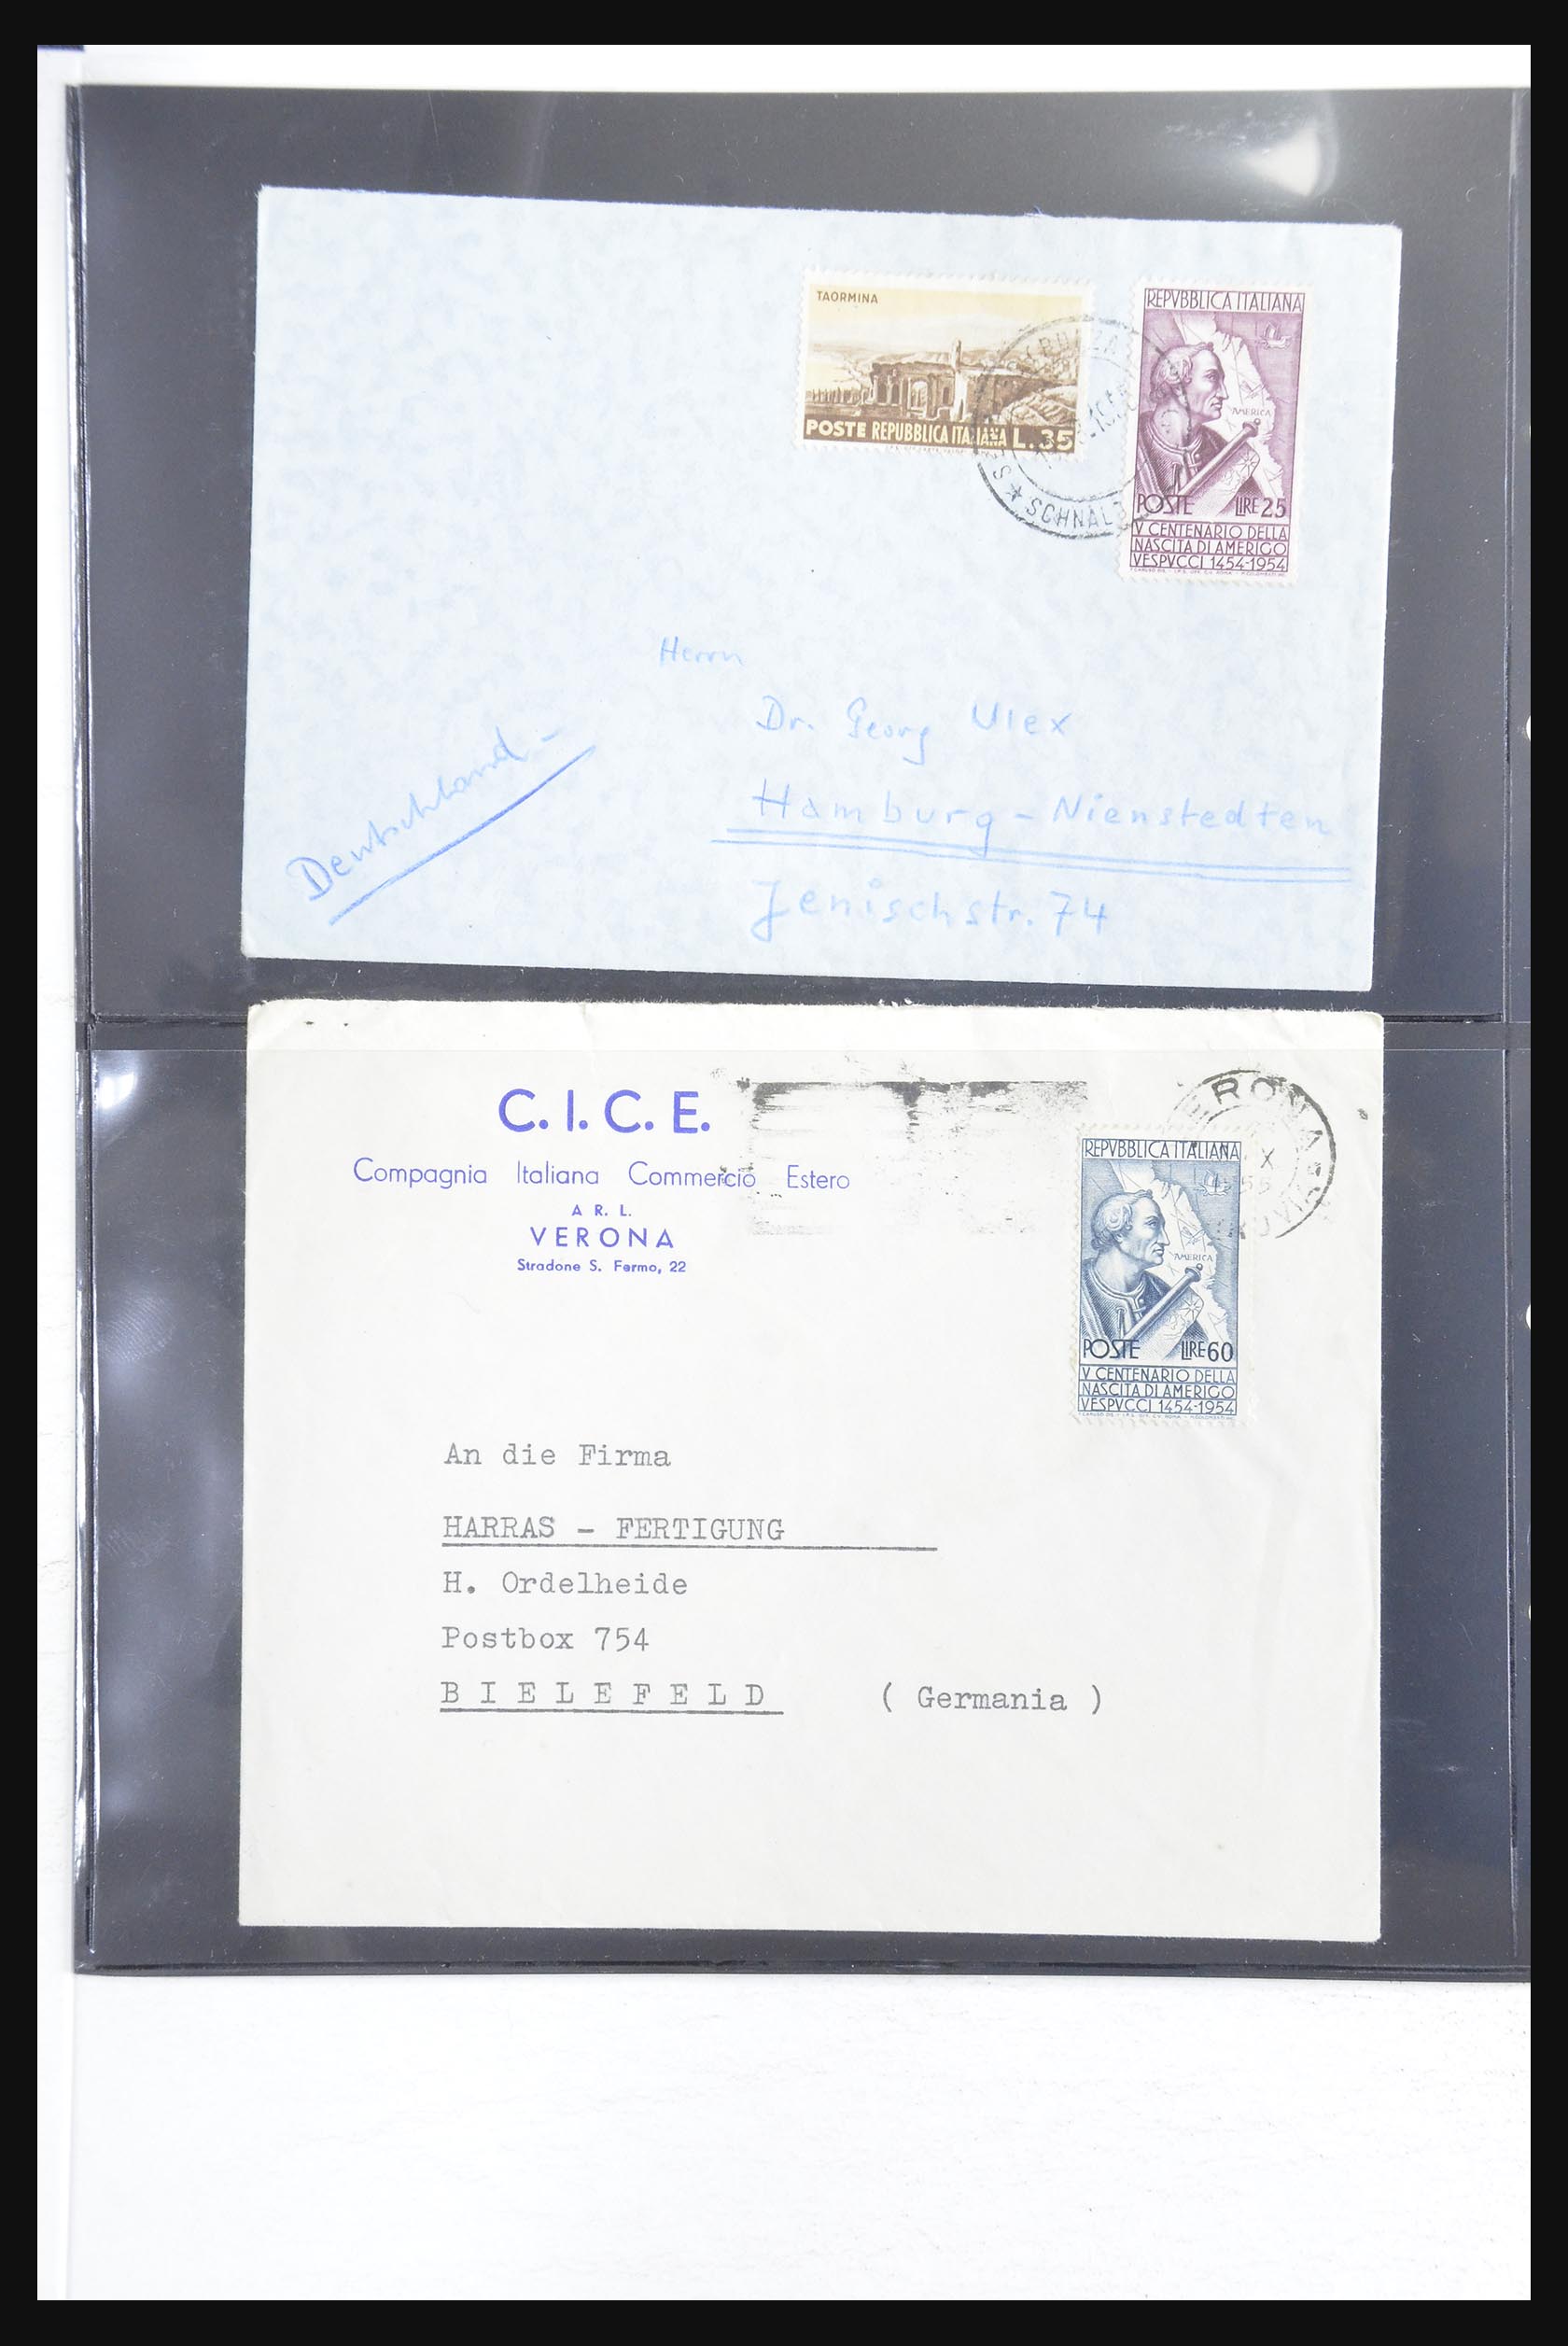 TAORMINA
POSTE REPUBBLICA ITALIANA L.35
REPVBBLICA ITALIANA
AMERICA
POSTE LIRE 25
V CENTENARIO DELLA
NASCITA DI AMERIGO
VESPVCCI 1454-1954
SCHNAL
Herrn
Dr. Georg Ulex
Hamburg - Nienstedten
Jenischstr. 74
Deutschland -
C. I. C. E.
Compagnia Italiana Commercio Estero
A R. L.
VERONA
Stradone S. Fermo, 22
ERONA
REPVBBLICA ITALIANA
AMERICA
POSTE LIRE 60
V CENTENARIO DELLA
NASCITA DI AMERIGO
VESPVCCI 1454-1954
An die Firma
HARRAS - FERTIGUNG
H. Ordelheide
Postbox 754
BIELEFELD ( Germania )